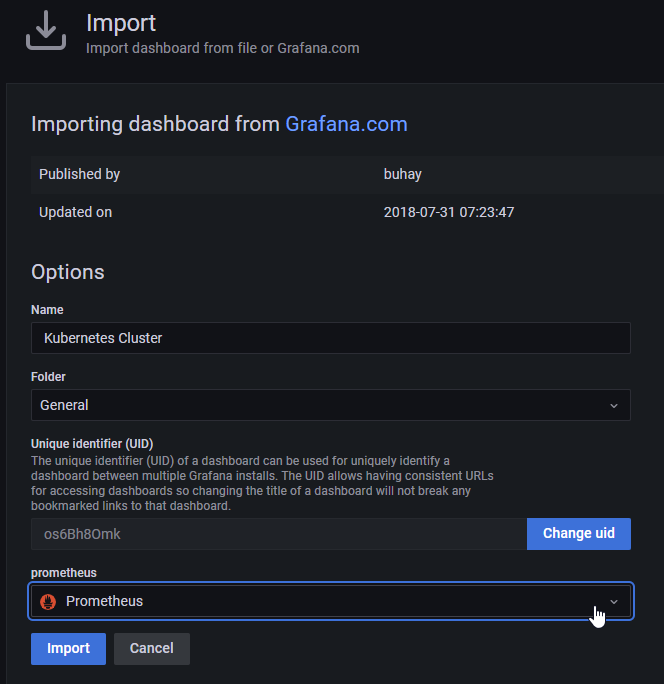 Import
Import dashboard from file or Grafana.com
Importing dashboard from Grafana.com
Published by buhay
Updated on 2018-07-31 07:23:47
Options
Name
Kubernetes Cluster
Folder
General
Unique identifier (UID)
The unique identifier (UID) of a dashboard can be used for uniquely identify a
dashboard between multiple Grafana installs. The UID allows having consistent URLs
for accessing dashboards so changing the title of a dashboard will not break any
bookmarked links to that dashboard.
os6Bh8Omk Change uid
prometheus
Prometheus
Import Cancel